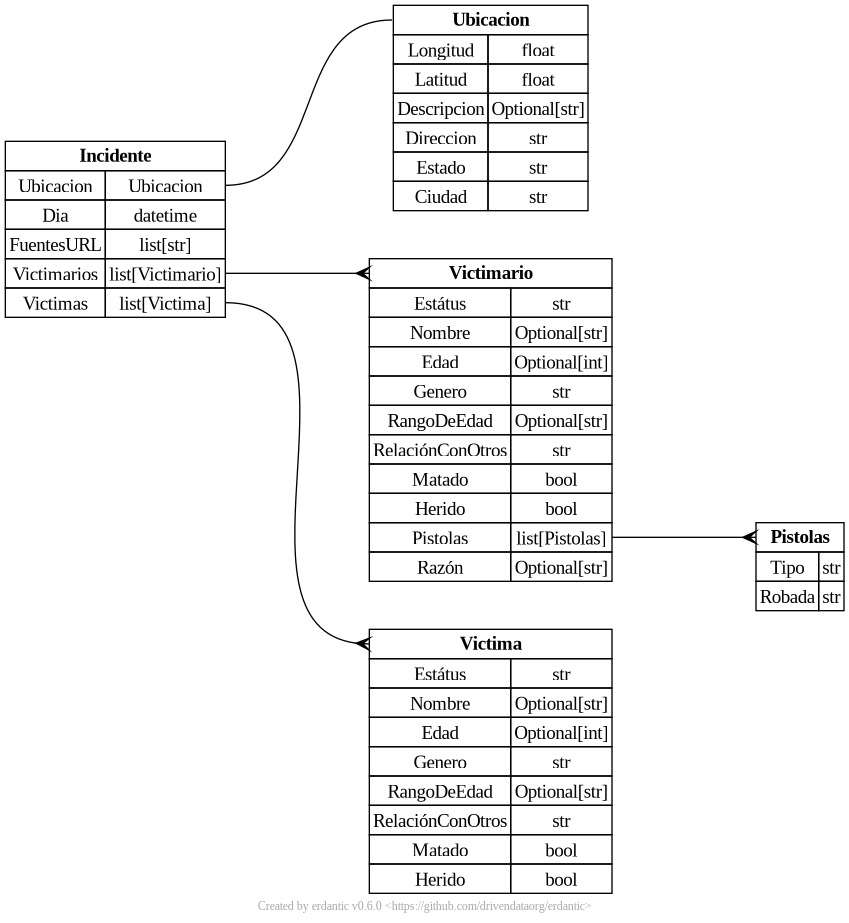 Ubicacion
Longitud float
Latitud float
Descripcion Optional[str]
Direccion str
Estado str
Ciudad str
Incidente
Ubicacion Ubicacion
Dia datetime
FuentesURL list[str]
Victimarios list[Victimario]
Victimas list[Victima]
Victimario
Estátus str
Nombre Optional[str]
Edad Optional[int]
Genero str
RangoDeEdad Optional[str]
RelaciónConOtros str
Matado bool
Herido bool
Pistolas list[Pistolas]
Razón Optional[str]
Pistolas
Tipo str
Robada str
Victima
Estátus str
Nombre Optional[str]
Edad Optional[int]
Genero str
RangoDeEdad Optional[str]
RelaciónConOtros str
Matado bool
Herido bool
Created by erdantic v0.6.0 <https://github.com/drivendataorg/erdantic>